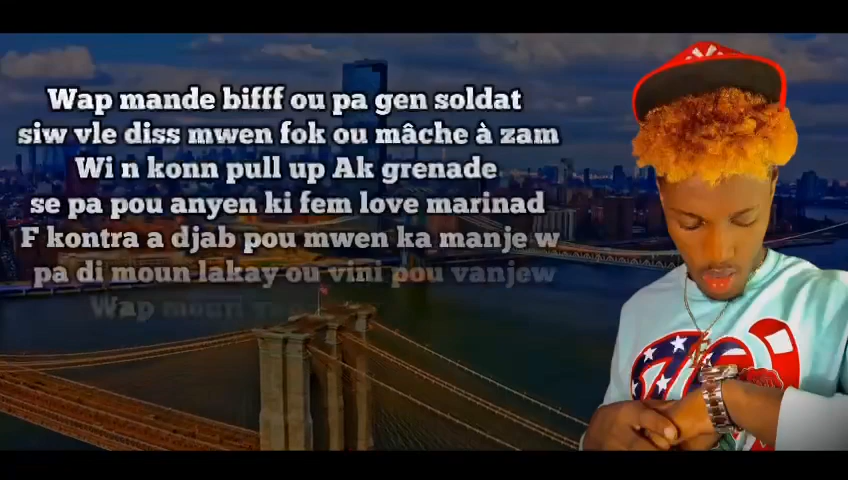 Wap mande bifff ou pa gen soldat
siw vle diss mwen fok ou mâche à zam
Wi n konn pull up Ak grenade
se pa pou anyen ki fem love marinad
F kontra a djab pou mwen ka manje w
pa di moun lakay ou vini pou vanjew
Wap mouri